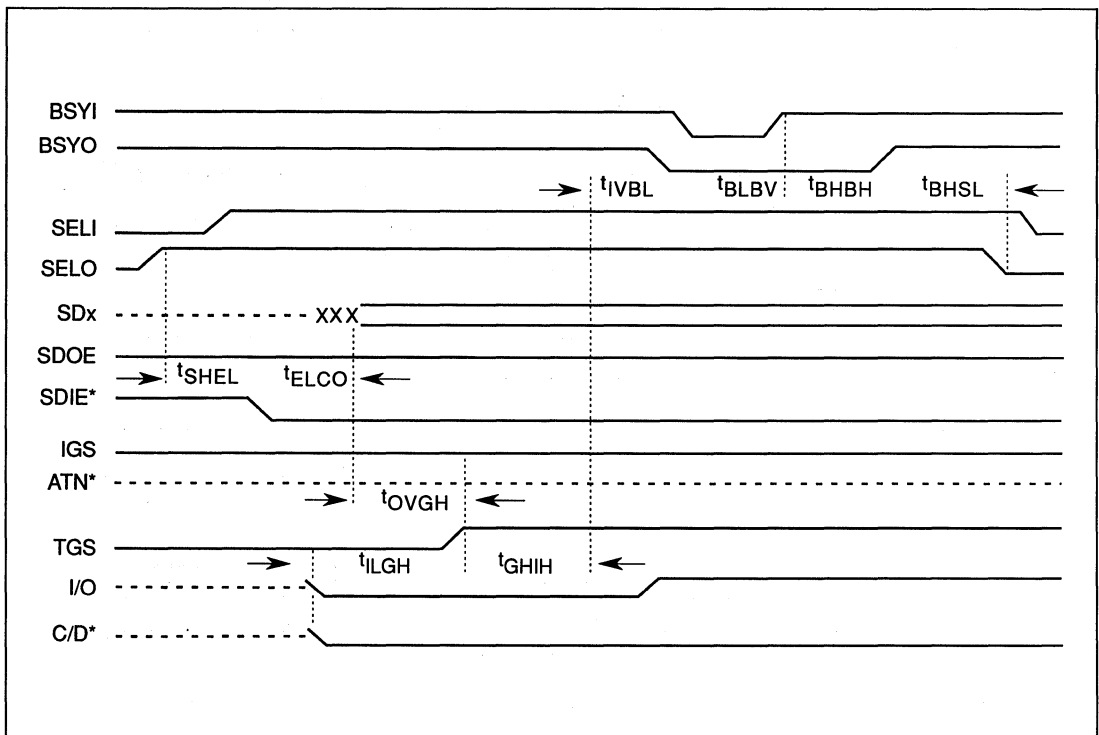 BSYI
BSYO
tIVBL tBLBV tBHBH tBHSL
SELI
SELO
SDx XXX
SDOE
tSHEL tELCO
SDIE*
IGS
ATN*
tOVGH
TGS
tILGH tGHIH
I/O
C/D*